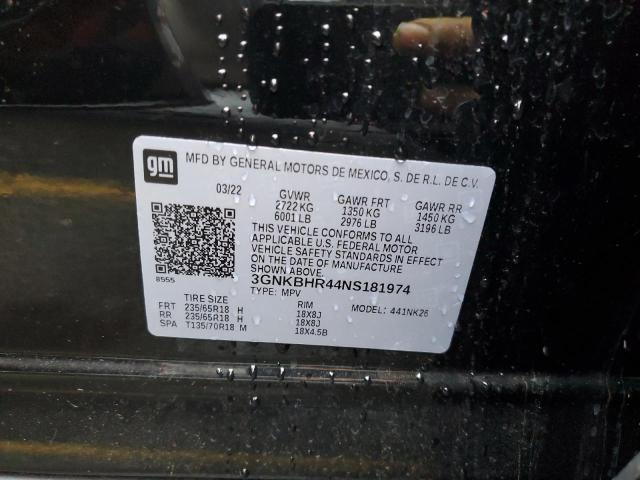 gm
MFD BY GENERAL MOTORS DE MEXICO, S. DE R.L. DE C.V.
03/22 GVWR GAWR FRT GAWR RR
2722 KG 1350 KG 1450 KG
6001 LB 2976 LB 3196 LB
THIS VEHICLE CONFORMS TO ALL
APPLICABLE U.S. FEDERAL MOTOR
VEHICLE SAFETY STANDARDS IN EFFECT
ON THE DATE OF MANUFACTURE
SHOWN ABOVE.
8555
3GNKBHR44NS181974
TYPE: MPV
TIRE SIZE RIM MODEL: 441NK26
FRT 235/65R18 H 18X8J
RR 235/65R18 H 18X8J
SPA T135/70R18 M 18X4.5B